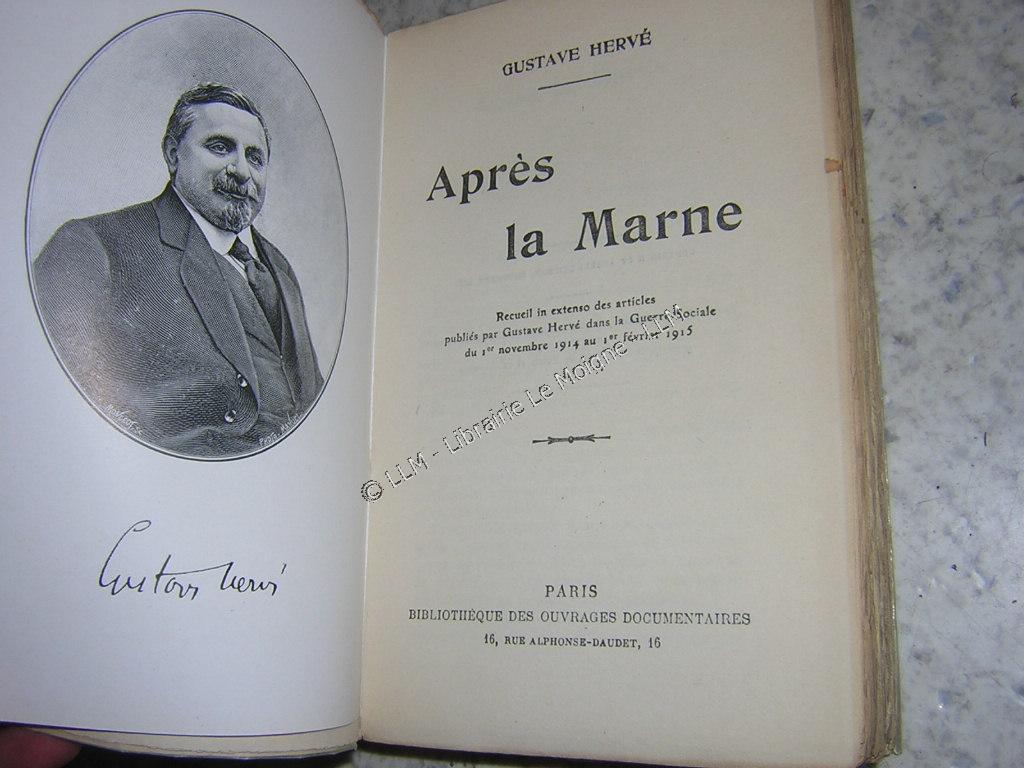 Gustave Hervé
GUSTAVE HERVÉ
Après
la Marne
Recueil in extenso des articles
publiés par Gustave Hervé dans la Guerre Sociale
du 1er novembre 1914 au 1er février 1915
© LLM - Librairie Le Moigne - LLM
PARIS
BIBLIOTHÈQUE DES OUVRAGES DOCUMENTAIRES
16, RUE ALPHONSE-DAUDET, 16